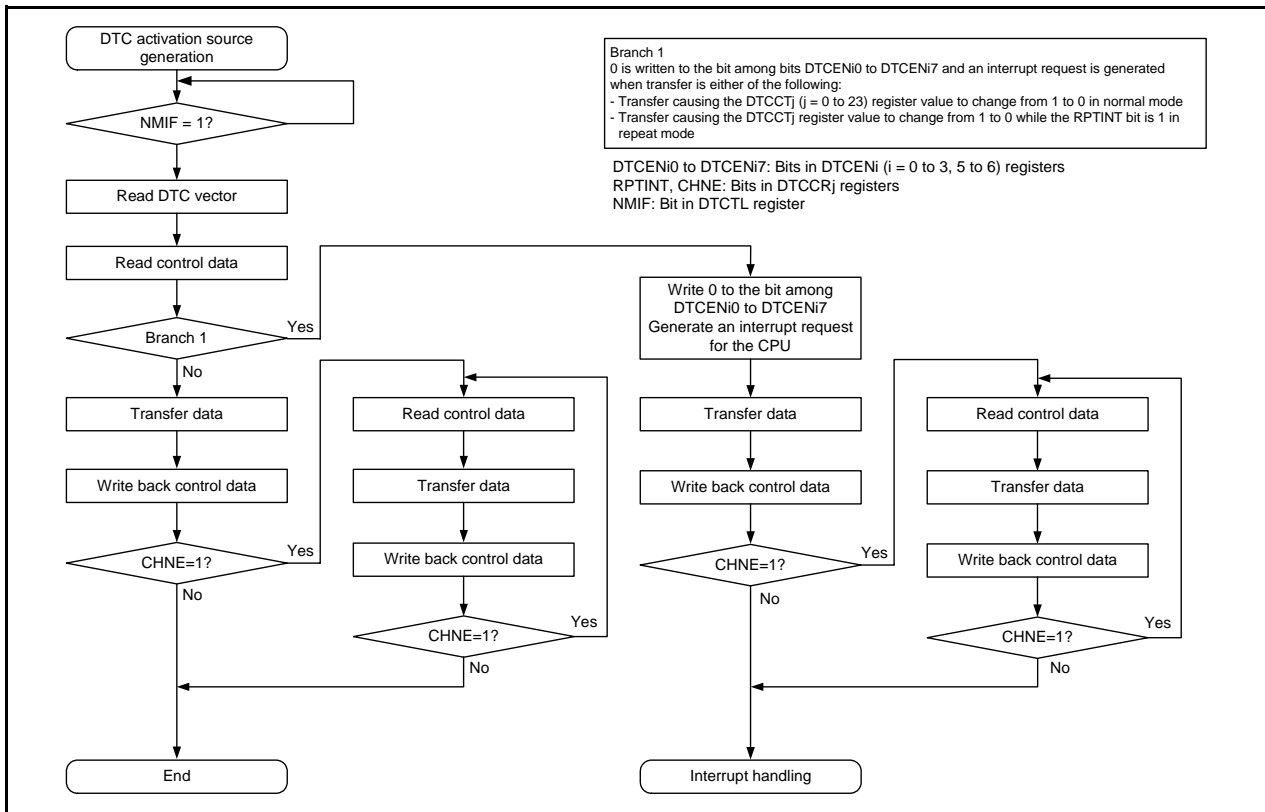 DTC activation source
generation
NMIF = 1?
Read DTC vector
Read control data
Branch 1
Yes
No
Transfer data
Write back control data
CHNE=1?
Yes
No
End
Read control data
Transfer data
Write back control data
CHNE=1?
Yes
No
Branch 1
0 is written to the bit among bits DTCENi0 to DTCENi7 and an interrupt request is generated
when transfer is either of the following:
- Transfer causing the DTCCTj (j = 0 to 23) register value to change from 1 to 0 in normal mode
- Transfer causing the DTCCTj register value to change from 1 to 0 while the RPTINT bit is 1 in
repeat mode
DTCENi0 to DTCENi7: Bits in DTCENi (i = 0 to 3, 5 to 6) registers
RPTINT, CHNE: Bits in DTCCRj registers
NMIF: Bit in DTCTL register
Write 0 to the bit among
DTCENi0 to DTCENi7
Generate an interrupt request
for the CPU
Transfer data
Write back control data
CHNE=1?
Yes
No
Interrupt handling
Read control data
Transfer data
Write back control data
CHNE=1?
Yes
No